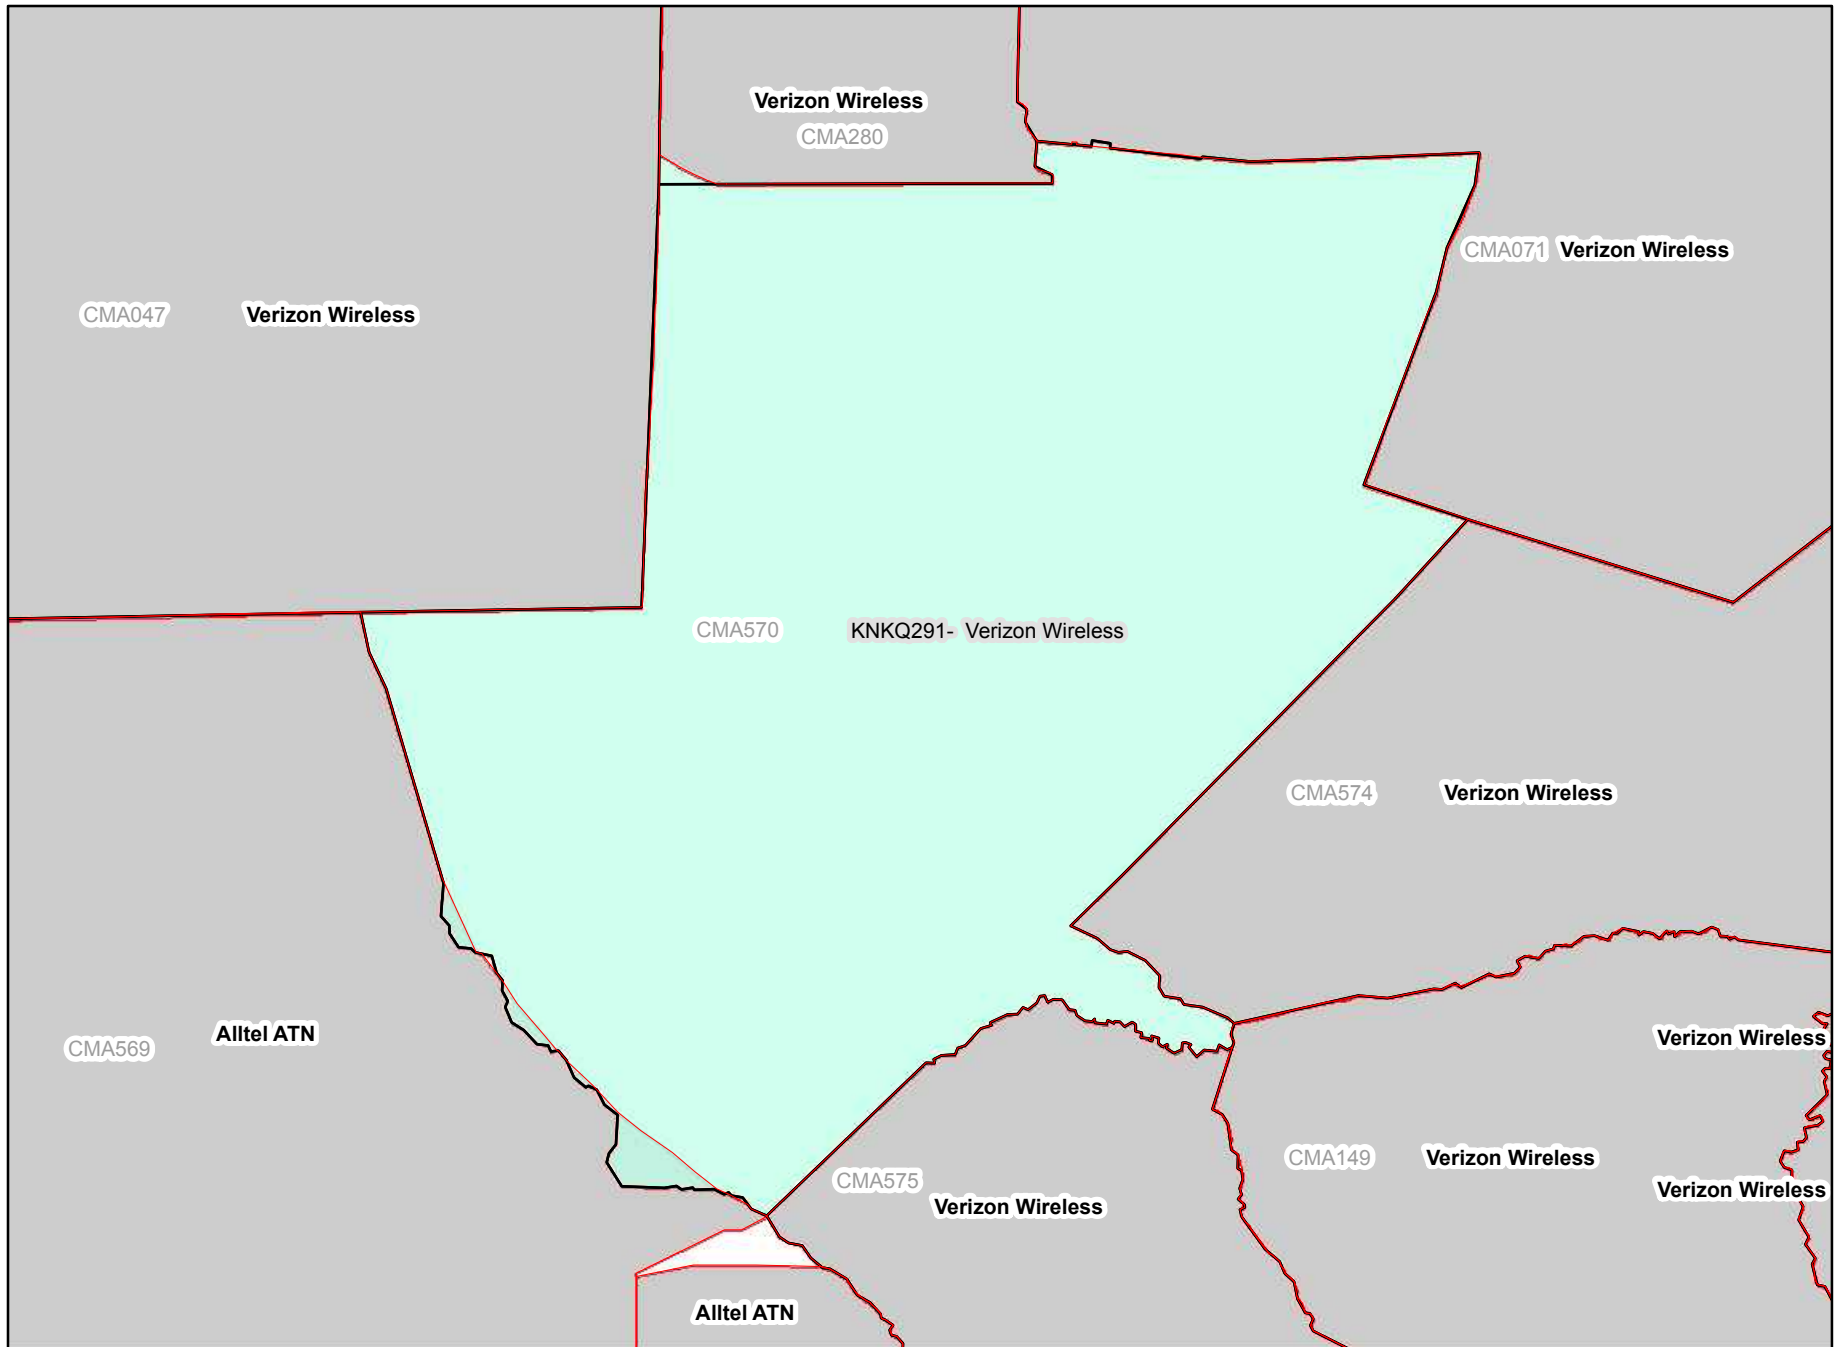 Verizon Wireless
CMA280
CMA071 Verizon Wireless
CMA047 Verizon Wireless
CMA570 KNKQ291- Verizon Wireless
CMA574 Verizon Wireless
CMA569 Alltel ATN
Verizon Wireless
CMA149 Verizon Wireless
CMA575
Verizon Wireless
Verizon Wireless
Alltel ATN